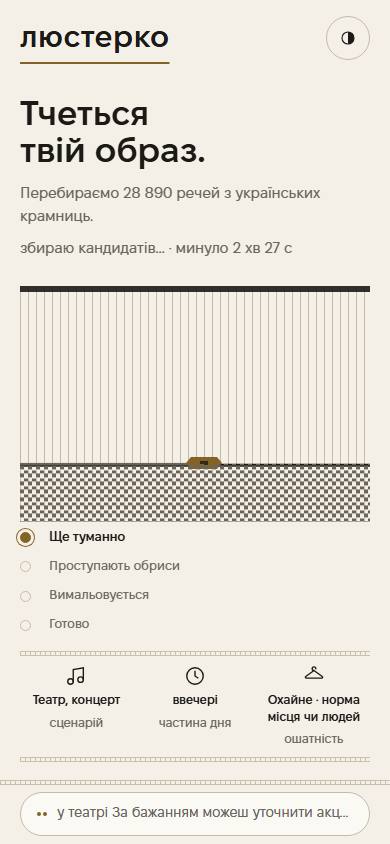 люстерко
Тчеться
твій образ.
Перебираємо 28 890 речей з українських
крамниць.
збираю кандидатів... · минуло 2 хв 27 с
Ще туманно
Проступають обриси
Вимальовується
Готово
Театр, концерт
сценарій
ввечері
частина дня
Охайне · норма
місця чи людей
ошатність
у театрі За бажанням можеш уточнити акц...